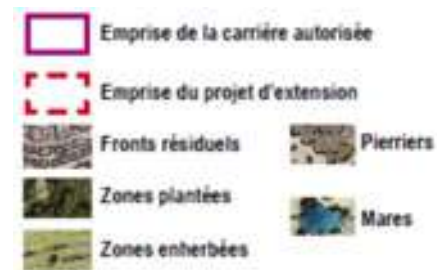 Emprise de la carrière autorisée
Emprise du projet d'extension
Fronts résiduels
Pierriers
Zones plantées
Mares
Zones enherbées